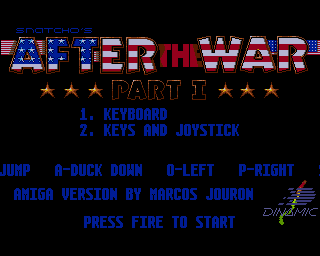 SNATCHO'S
AFTER THE WAR
PART I
1. KEYBOARD
2. KEYS AND JOYSTICK
JUMP A-DUCK DOWN O-LEFT P-RIGHT
AMIGA VERSION BY MARCOS JOURON
DINAMIC
PRESS FIRE TO START